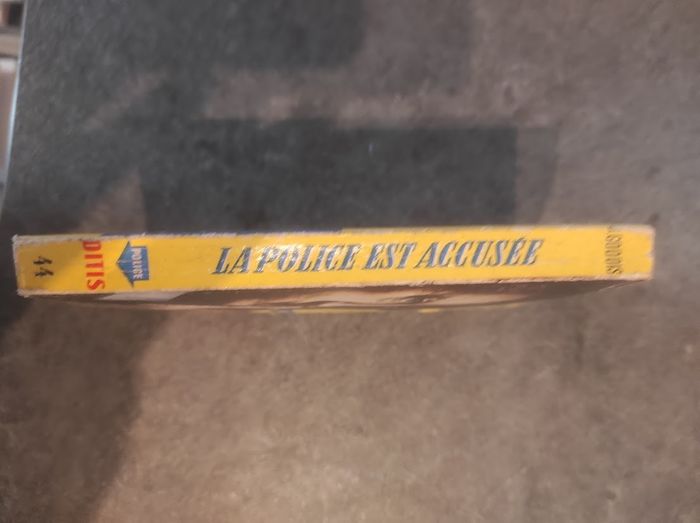 44
DITIS
POLICE
LA POLICE EST ACCUSÉE